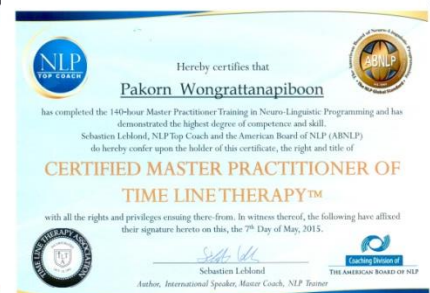 NLP
TOP COACH
ABNLP
Hereby certifies that
Pakorn Wongrattanapiboon
has completed the 140-hour Master Practitioner Training in Neuro-Linguistic Programming and has
demonstrated the highest degree of competence and skill.
Sebastien Leblond, NLP Top Coach and the American Board of NLP (ABNLP)
do hereby confer upon the holder of this certificate, the right and title of
CERTIFIED MASTER PRACTITIONER OF
TIME LINE THERAPY™
with all the rights and privileges ensuing there-from. In witness thereof, the following have affixed
their signature hereto on this, the 7th Day of May, 2015.
TIME LINE THERAPY ASSOCIATION
Sebastien Leblond
Author, International Speaker, Master Coach, NLP Trainer
Coaching Division of
THE AMERICAN BOARD OF NLP